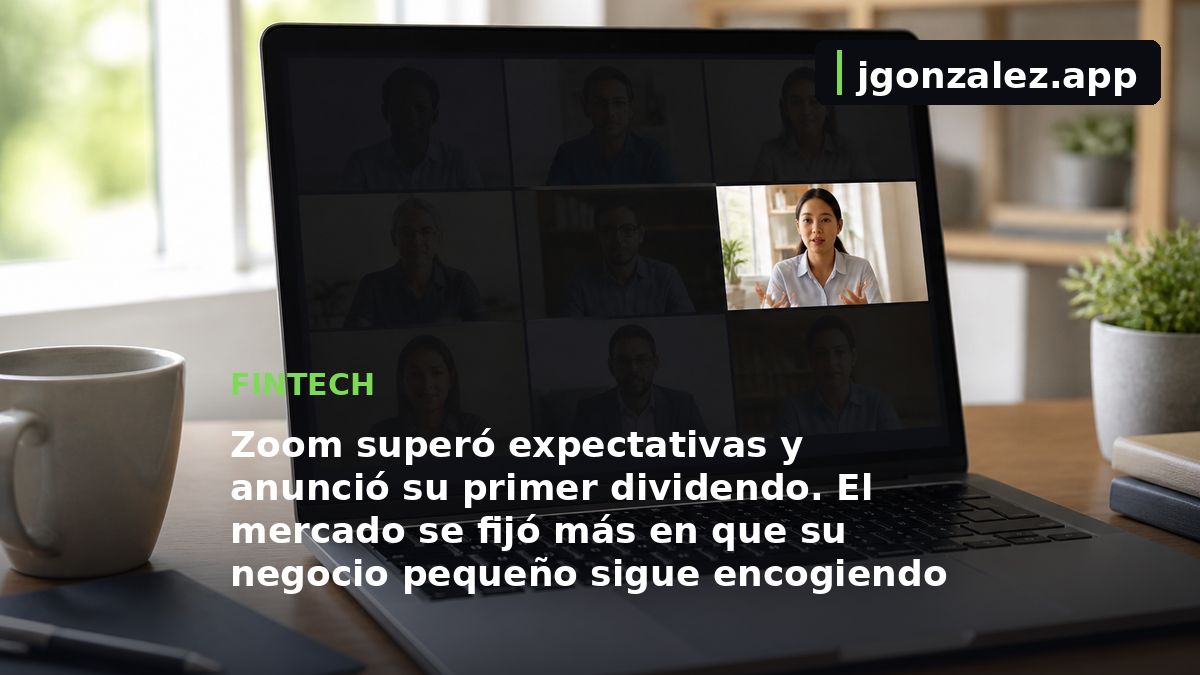 jgonzalez.app
FINTECH
Zoom superó expectativas y
anunció su primer dividendo. El
mercado se fijó más en que su
negocio pequeño sigue encogiendo